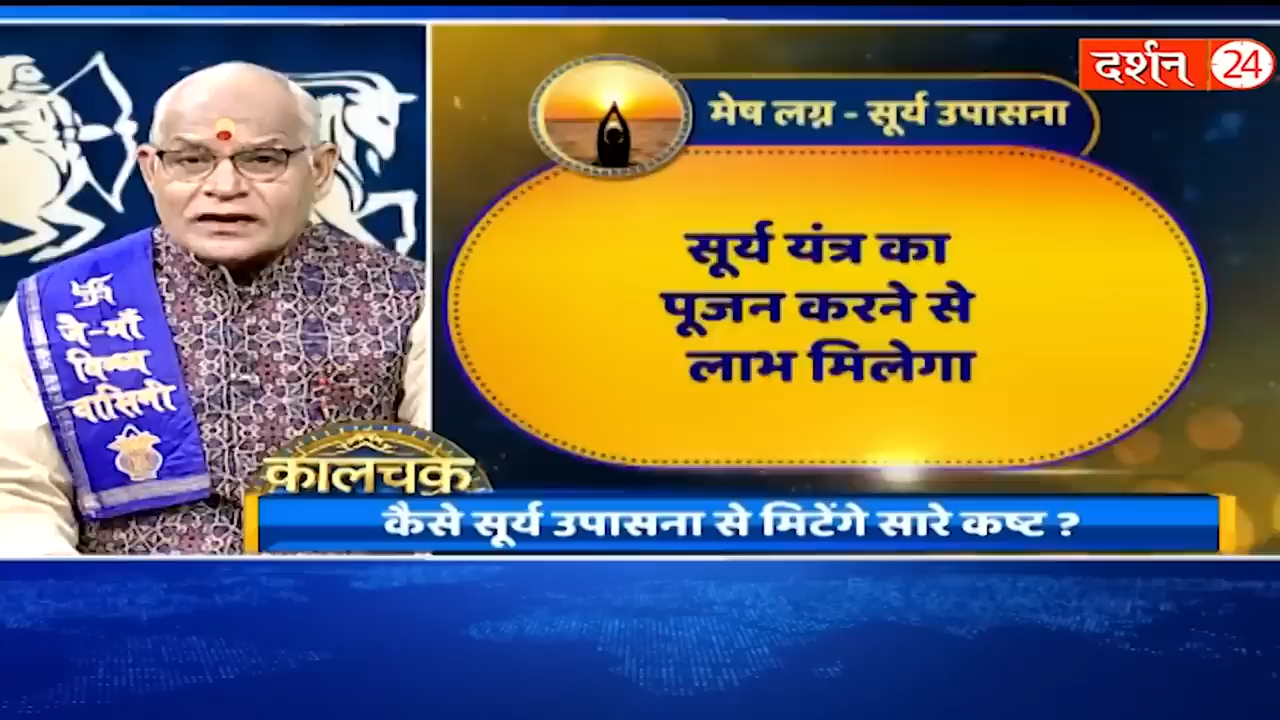 दर्शन 24
मेष लग्न - सूर्य उपासना
सूर्य यंत्र का
पूजन करने से
लाभ मिलेगा
जै-माँ
विन्ध्य
वासिनी
कालचक्र
कैसे सूर्य उपासना से मिटेंगे सारे कष्ट ?